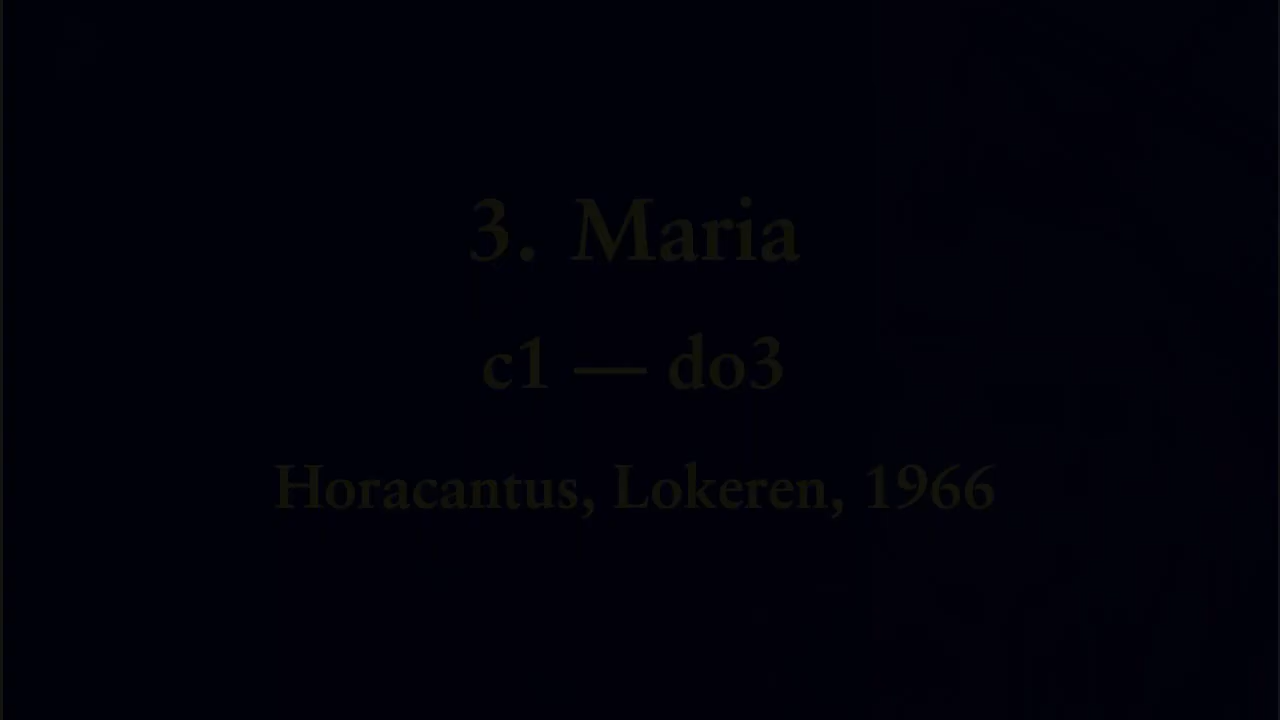 3. Maria
c1 — do3
Horacantus, Lokeren, 1966